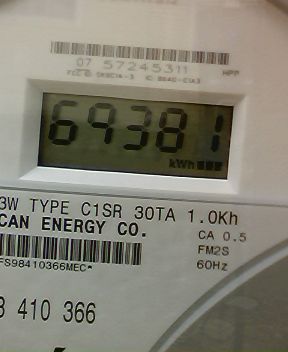 07 57245311 HPP
69381
kWh
3W TYPE C1SR 30TA 1.0Kh
CAN ENERGY CO.
CA 0.5
FM2S
FS98410366MEC*
60Hz
410 366